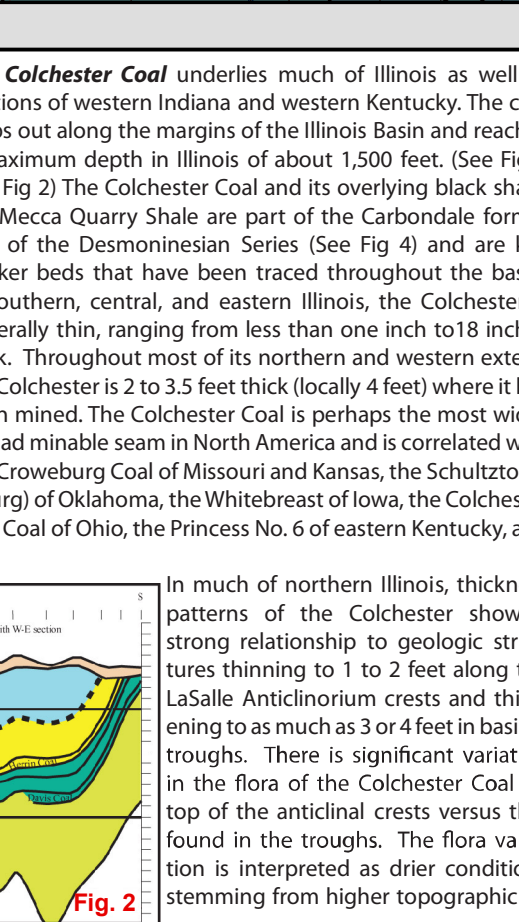 Colchester Coal underlies much of Illinois as well
tions of western Indiana and western Kentucky. The c
ps out along the margins of the Illinois Basin and reach
aximum depth in Illinois of about 1,500 feet. (See Fig
Fig 2) The Colchester Coal and its overlying black sha
Mecca Quarry Shale are part of the Carbondale form
of the Desmoninesian Series (See Fig 4) and are k
ker beds that have been traced throughout the bas
outhern, central, and eastern Illinois, the Colchester
erally thin, ranging from less than one inch to18 inch
k. Throughout most of its northern and western exte
Colchester is 2 to 3.5 feet thick (locally 4 feet) where it h
n mined. The Colchester Coal is perhaps the most wid
ad minable seam in North America and is correlated w
Croweburg Coal of Missouri and Kansas, the Schultzto
urg) of Oklahoma, the Whitebreast of Iowa, the Colches
Coal of Ohio, the Princess No. 6 of eastern Kentucky, a
In much of northern Illinois, thickn
patterns of the Colchester show
strong relationship to geologic str
tures thinning to 1 to 2 feet along t
LaSalle Anticlinorium crests and thi
ening to as much as 3 or 4 feet in basi
troughs. There is significant variat
in the flora of the Colchester Coal
top of the anticlinal crests versus th
found in the troughs. The flora va
tion is interpreted as drier conditio
stemming from higher topographic
S
th W-E section
Herrin Coal
Davis Coal
Fig. 2